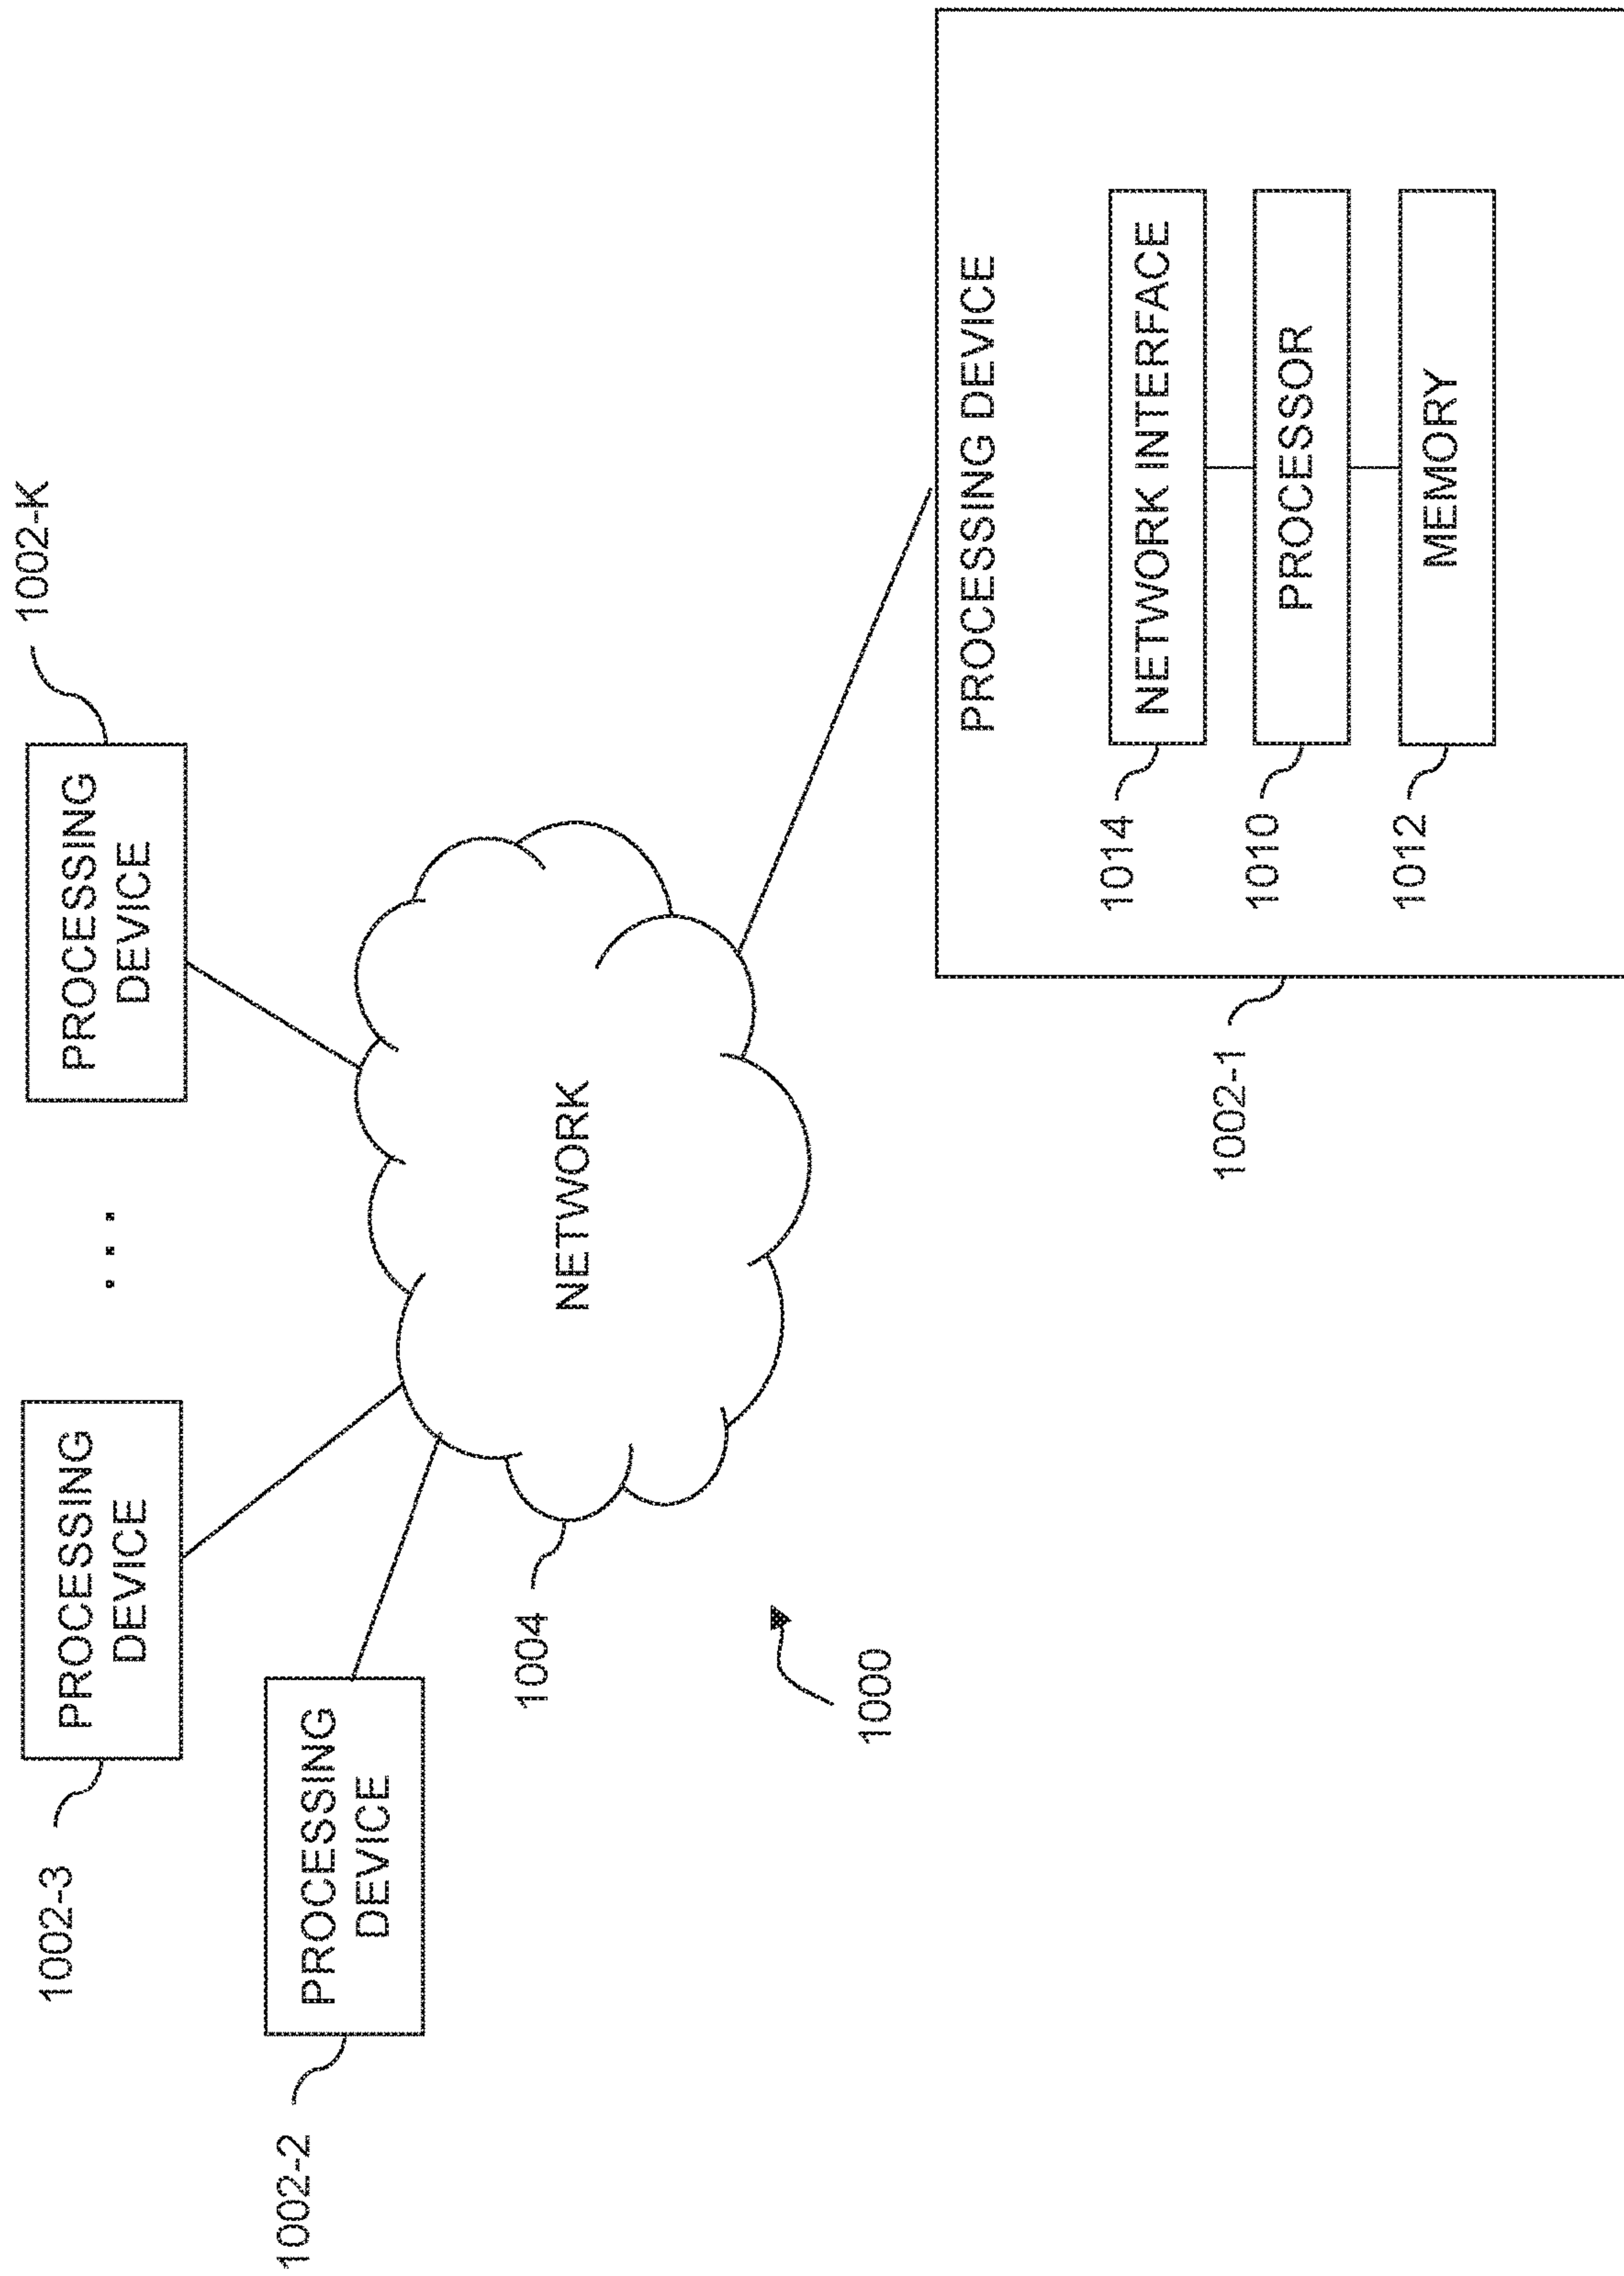 1002-3
PROCESSING
DEVICE
. . .
PROCESSING
DEVICE
1002-K
1002-2
PROCESSING
DEVICE
1004
NETWORK
1000
PROCESSING DEVICE
1014
NETWORK INTERFACE
1002-1
1010
PROCESSOR
1012
MEMORY